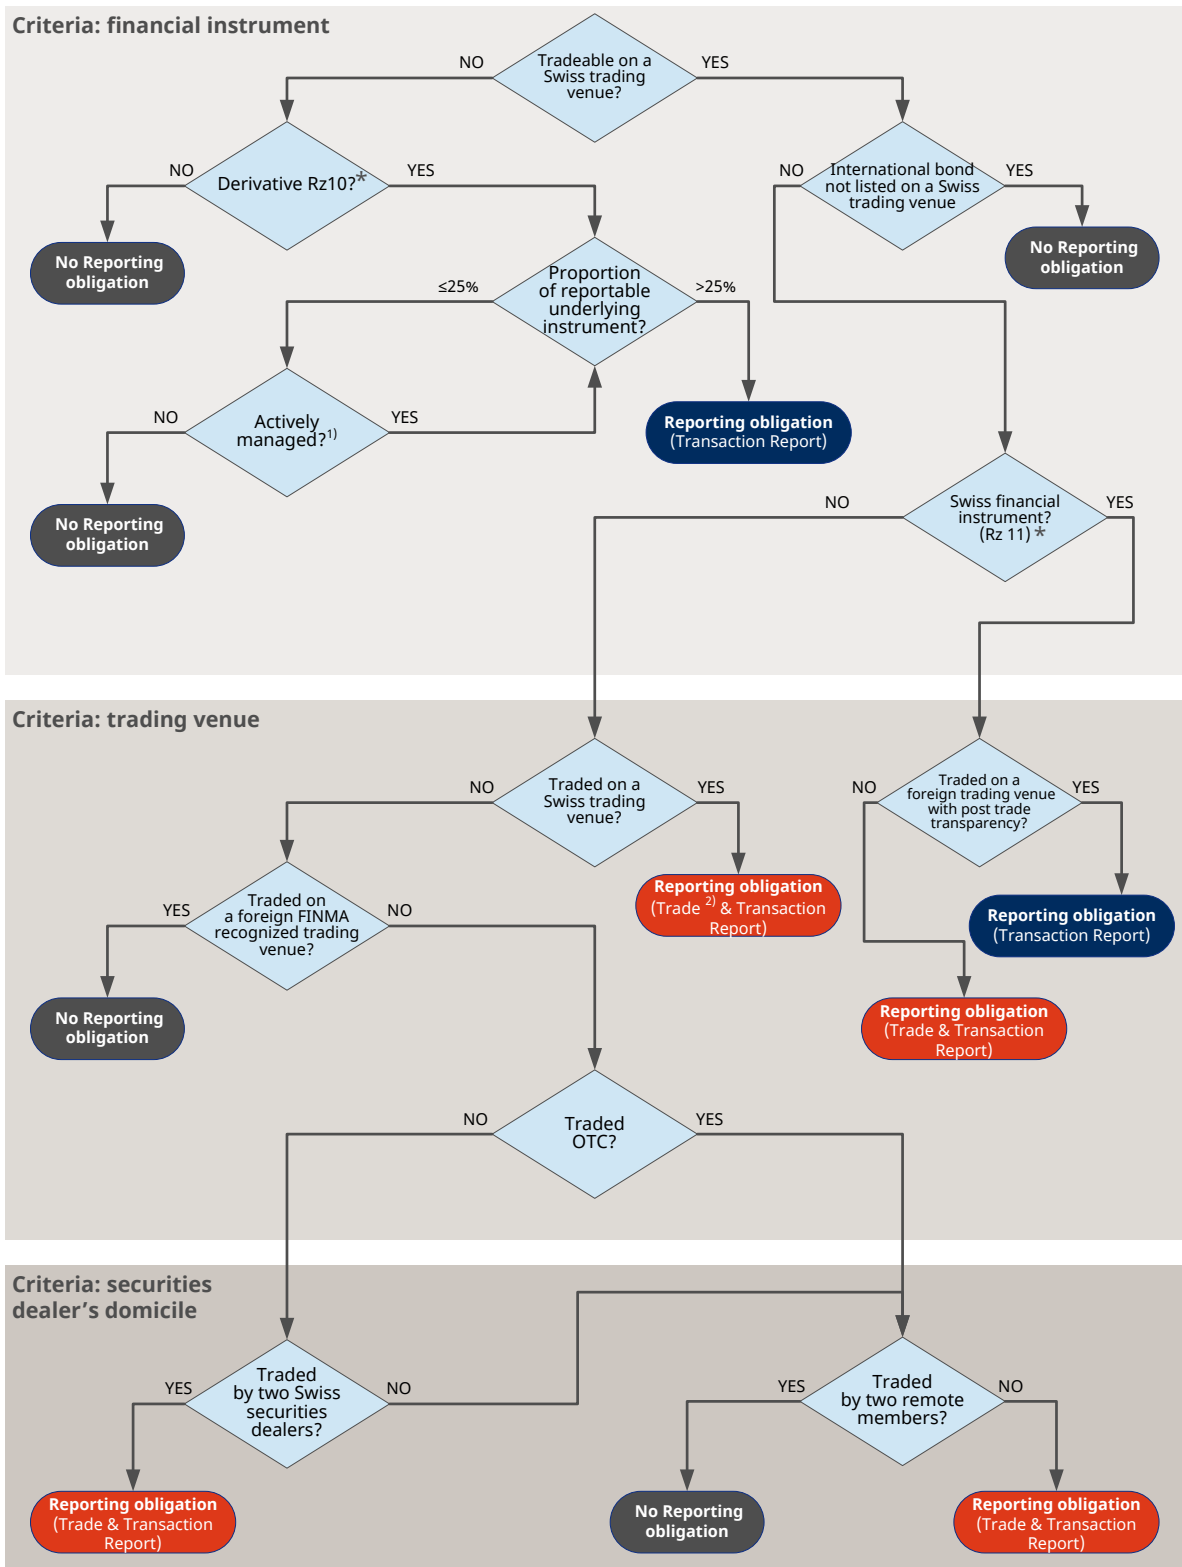 Criteria: financial instrument
NO
Tradeable on a
Swiss trading
venue?
YES
NO
Derivative Rz10?*
YES
NO
International bond
not listed on a Swiss
trading venue
YES
No Reporting
obligation
No Reporting
obligation
≤25%
Proportion
of reportable
underlying
instrument?
>25%
NO
Actively
managed?1)
YES
Reporting obligation
(Transaction Report)
No Reporting
obligation
NO
Swiss financial
instrument?
(Rz 11) *
YES
Criteria: trading venue
NO
Traded on a
Swiss trading
venue?
YES
NO
Traded on a
foreign trading venue
with post trade
transparency?
YES
YES
Traded on
a foreign FINMA
recognized trading
venue?
NO
Reporting obligation
(Trade 2) & Transaction
Report)
Reporting obligation
(Transaction Report)
No Reporting
obligation
Reporting obligation
(Trade & Transaction
Report)
NO
Traded
OTC?
YES
Criteria: securities
dealer’s domicile
YES
Traded
by two Swiss
securities
dealers?
NO
YES
Traded
by two remote
members?
NO
Reporting obligation
(Trade & Transaction
Report)
No Reporting
obligation
Reporting obligation
(Trade & Transaction
Report)